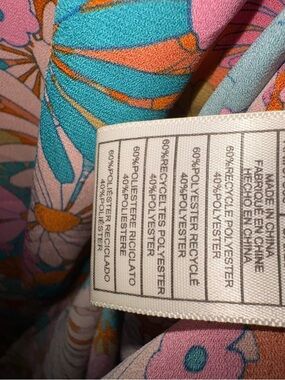 MADE IN CHINA
FABRIQUÉ EN CHINE
HECHO EN CHINA
60%RECYCLE POLYESTER
40%POLYESTER
60%POLYESTER RECYCLÉ
40%POLYESTER
60%RECYCELTES POLYESTER
40%POLYESTER
60%POLIESTERE RICICLATO
40%POLIESTERE
60%POLIÉSTER RECICLADO
40%POLIÉSTER